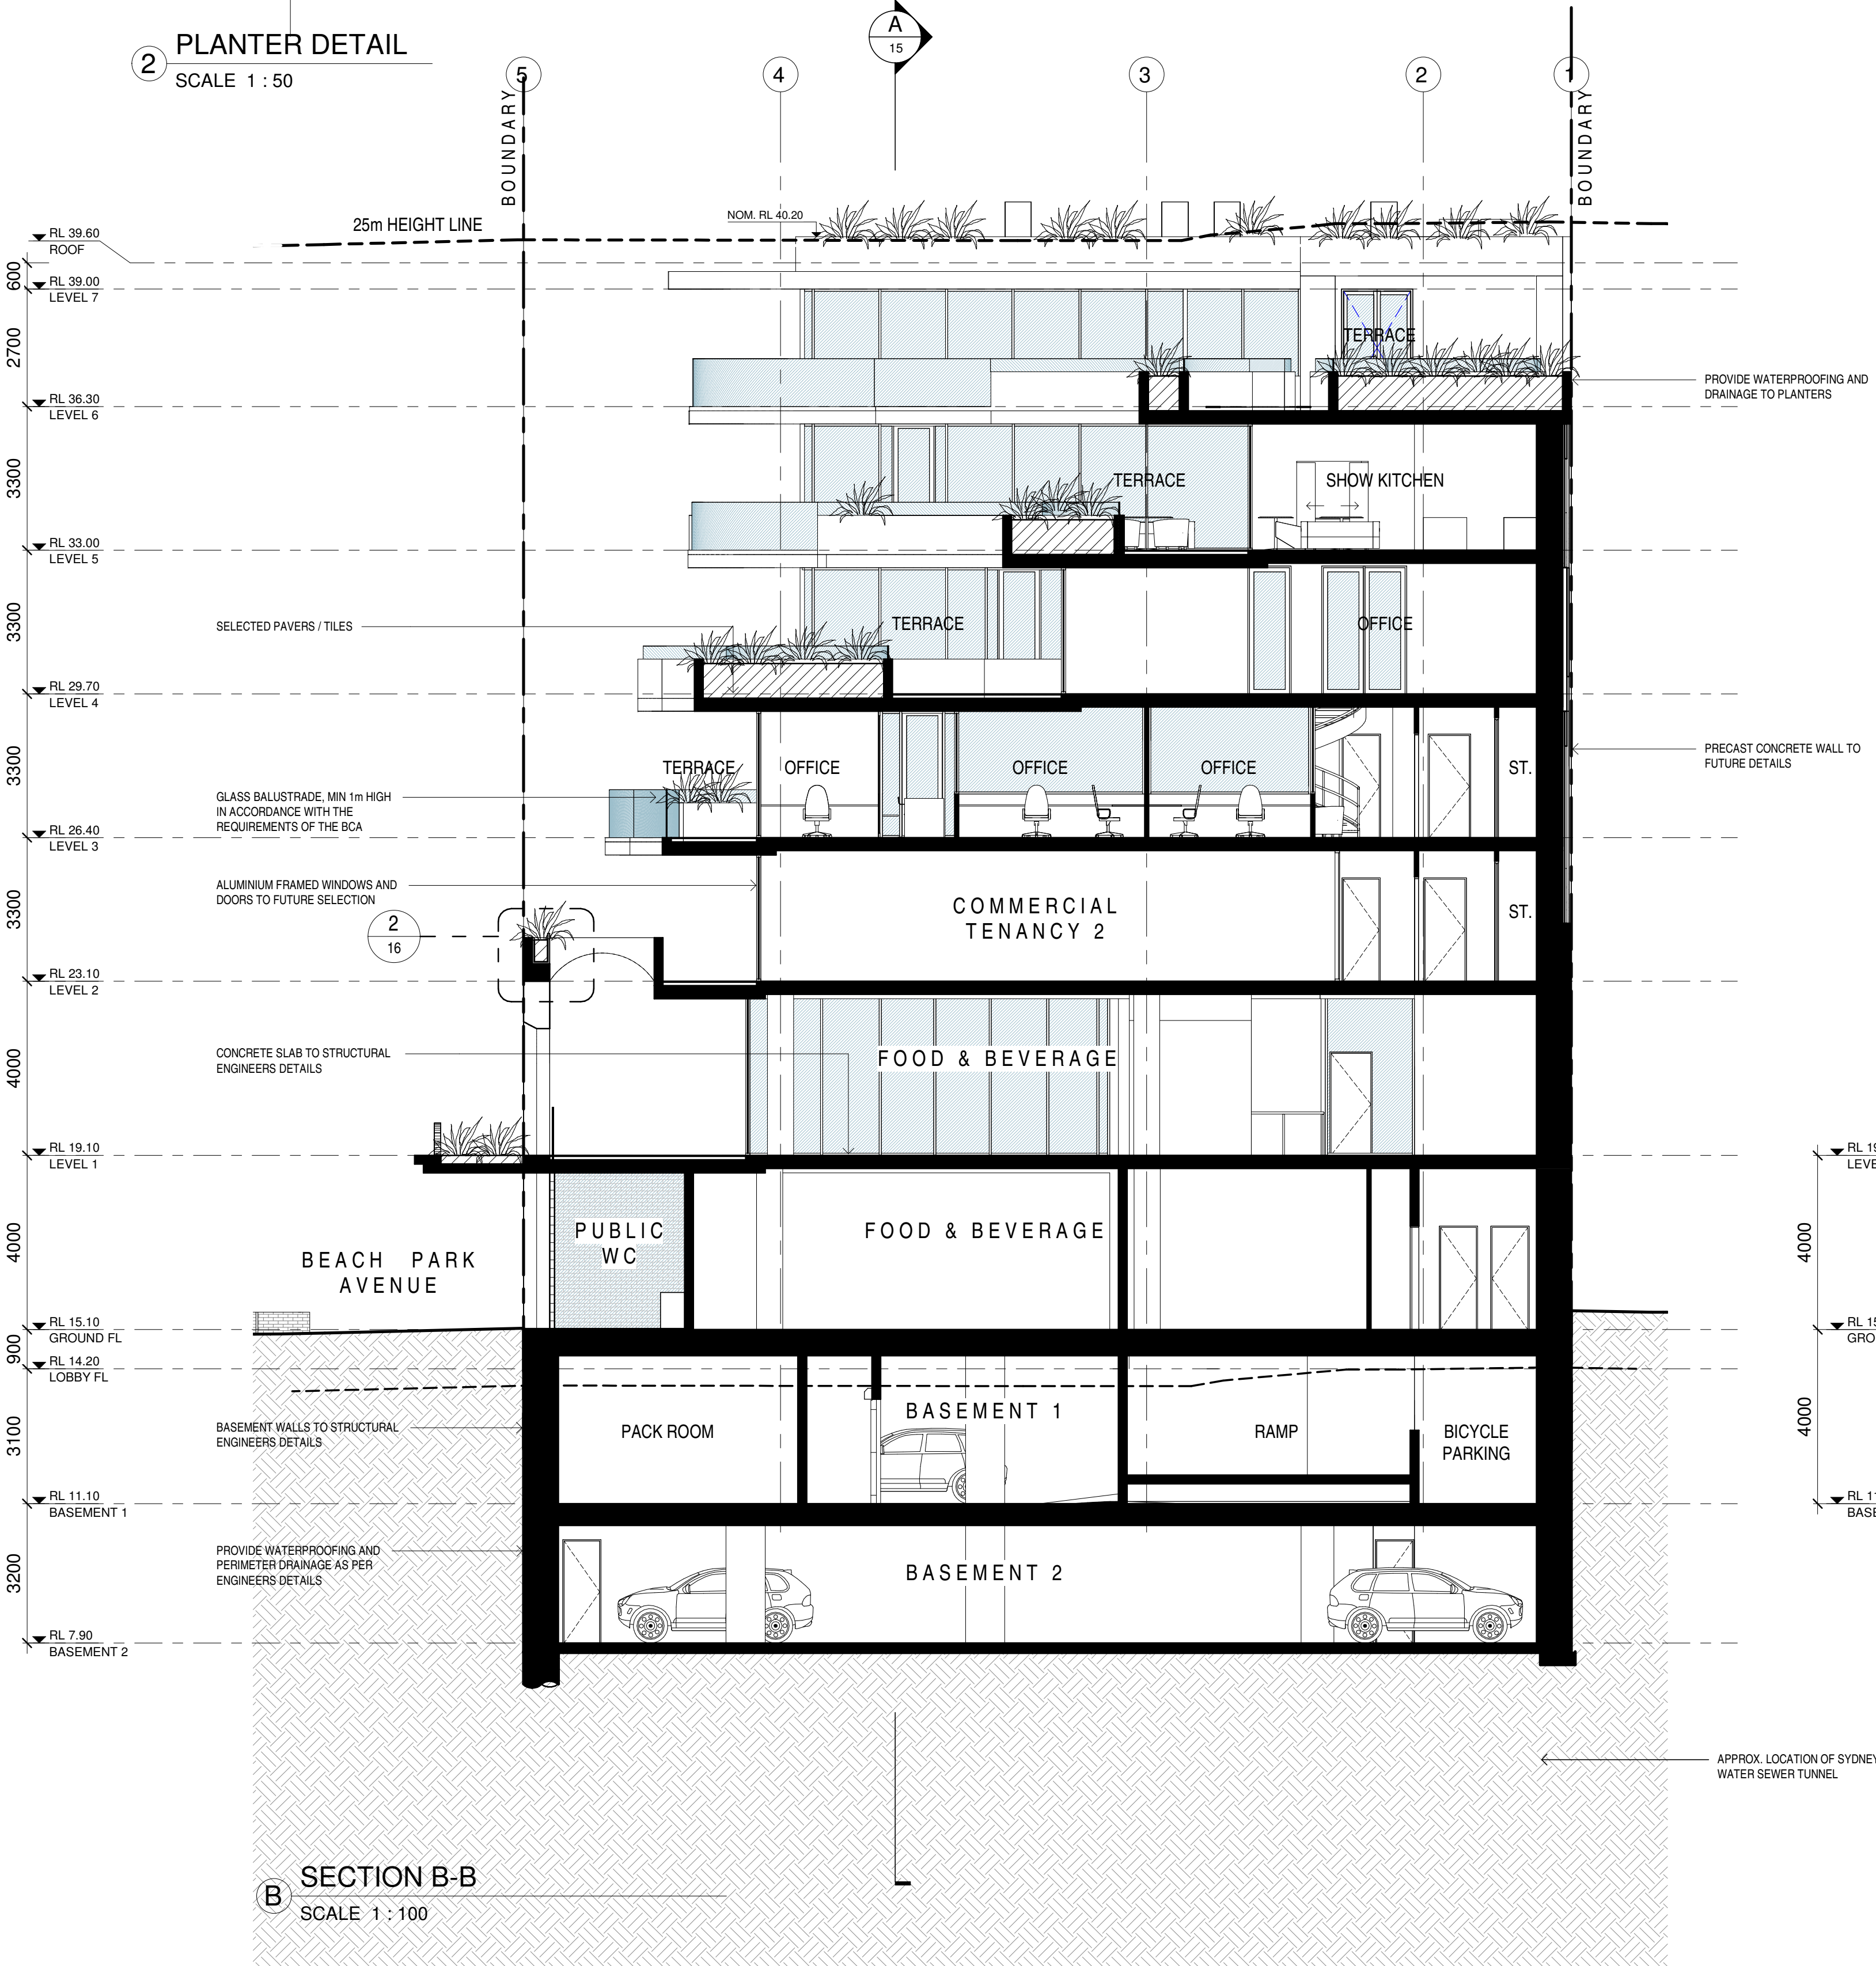 PLANTER DETAIL
2
SCALE 1 : 50
A
15
5
4
3
2
1
BOUNDARY
BOUNDARY
25m HEIGHT LINE
NOM. RL 40.20
RL 39.60
ROOF
600
RL 39.00
LEVEL 7
2700
TERRACE
PROVIDE WATERPROOFING AND
DRAINAGE TO PLANTERS
RL 36.30
LEVEL 6
3300
TERRACE
SHOW KITCHEN
RL 33.00
LEVEL 5
3300
SELECTED PAVERS / TILES
TERRACE
OFFICE
RL 29.70
LEVEL 4
3300
TERRACE
OFFICE
OFFICE
OFFICE
ST.
PRECAST CONCRETE WALL TO
FUTURE DETAILS
GLASS BALUSTRADE, MIN 1m HIGH
IN ACCORDANCE WITH THE
REQUIREMENTS OF THE BCA
RL 26.40
LEVEL 3
3300
ALUMINIUM FRAMED WINDOWS AND
DOORS TO FUTURE SELECTION
COMMERCIAL
TENANCY 2
ST.
2
16
RL 23.10
LEVEL 2
4000
CONCRETE SLAB TO STRUCTURAL
ENGINEERS DETAILS
FOOD & BEVERAGE
RL 19.10
LEVEL 1
RL 19
LEVE
4000
PUBLIC
WC
FOOD & BEVERAGE
4000
BEACH PARK
AVENUE
RL 15.10
GROUND FL
RL 15
GRO
900
RL 14.20
LOBBY FL
3100
BASEMENT WALLS TO STRUCTURAL
ENGINEERS DETAILS
PACK ROOM
BASEMENT 1
RAMP
BICYCLE
PARKING
4000
RL 11.10
BASEMENT 1
RL 11
BASE
3200
PROVIDE WATERPROOFING AND
PERIMETER DRAINAGE AS PER
ENGINEERS DETAILS
BASEMENT 2
RL 7.90
BASEMENT 2
APPROX. LOCATION OF SYDNEY
WATER SEWER TUNNEL
SECTION B-B
B
SCALE 1 : 100